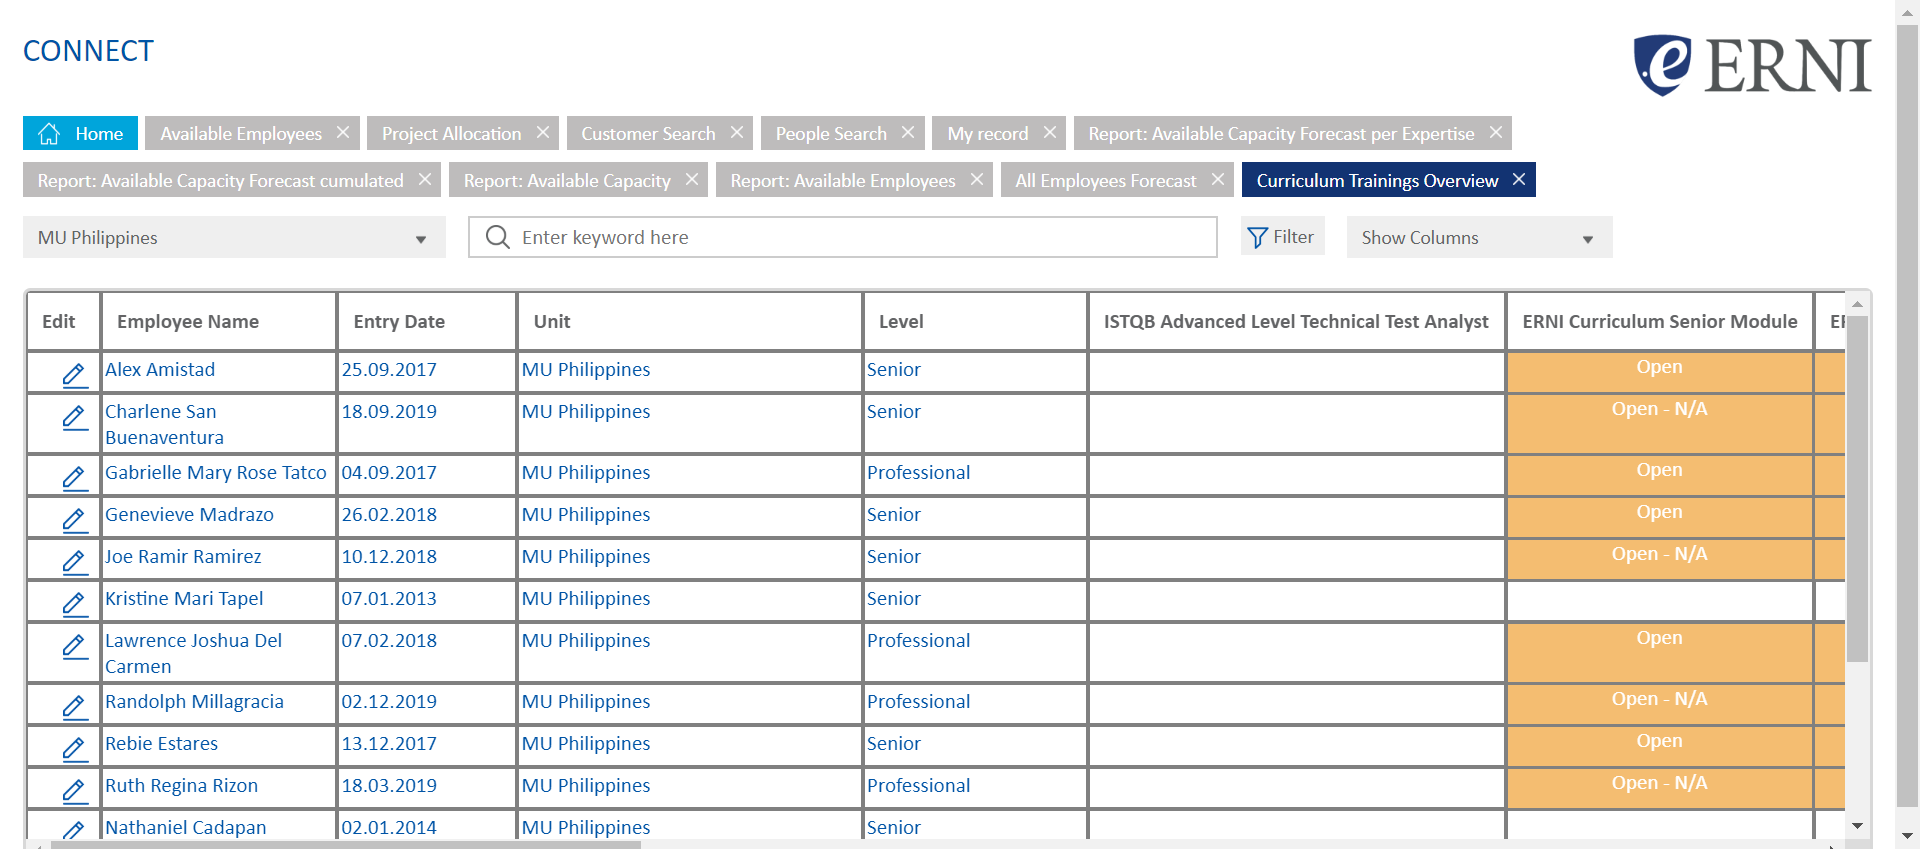 CONNECT
ERNI
Home Available Employees Project Allocation Customer Search People Search My record Report: Available Capacity Forecast per Expertise
Report: Available Capacity Forecast cumulated Report: Available Capacity Report: Available Employees All Employees Forecast Curriculum Trainings Overview
MU Philippines Enter keyword here Filter Show Columns
Edit Employee Name Entry Date Unit Level ISTQB Advanced Level Technical Test Analyst ERNI Curriculum Senior Module
Alex Amistad 25.09.2017 MU Philippines Senior Open
Charlene San 18.09.2019 MU Philippines Senior Open - N/A
Buenaventura
Gabrielle Mary Rose Tatco 04.09.2017 MU Philippines Professional Open
Genevieve Madrazo 26.02.2018 MU Philippines Senior Open
Joe Ramir Ramirez 10.12.2018 MU Philippines Senior Open - N/A
Kristine Mari Tapel 07.01.2013 MU Philippines Senior
Lawrence Joshua Del 07.02.2018 MU Philippines Professional Open
Carmen
Randolph Millagracia 02.12.2019 MU Philippines Professional Open - N/A
Rebie Estares 13.12.2017 MU Philippines Senior Open
Ruth Regina Rizon 18.03.2019 MU Philippines Professional Open - N/A
Nathaniel Cadapan 02.01.2014 MU Philippines Senior